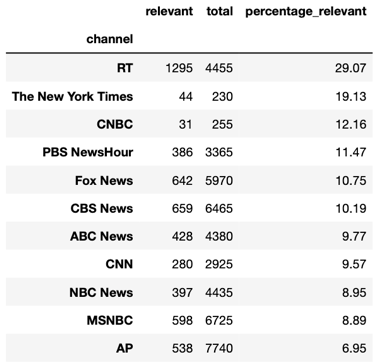 relevant total percentage_relevant
channel
RT 1295 4455 29.07
The New York Times 44 230 19.13
CNBC 31 255 12.16
PBS NewsHour 386 3365 11.47
Fox News 642 5970 10.75
CBS News 659 6465 10.19
ABC News 428 4380 9.77
CNN 280 2925 9.57
NBC News 397 4435 8.95
MSNBC 598 6725 8.89
AP 538 7740 6.95